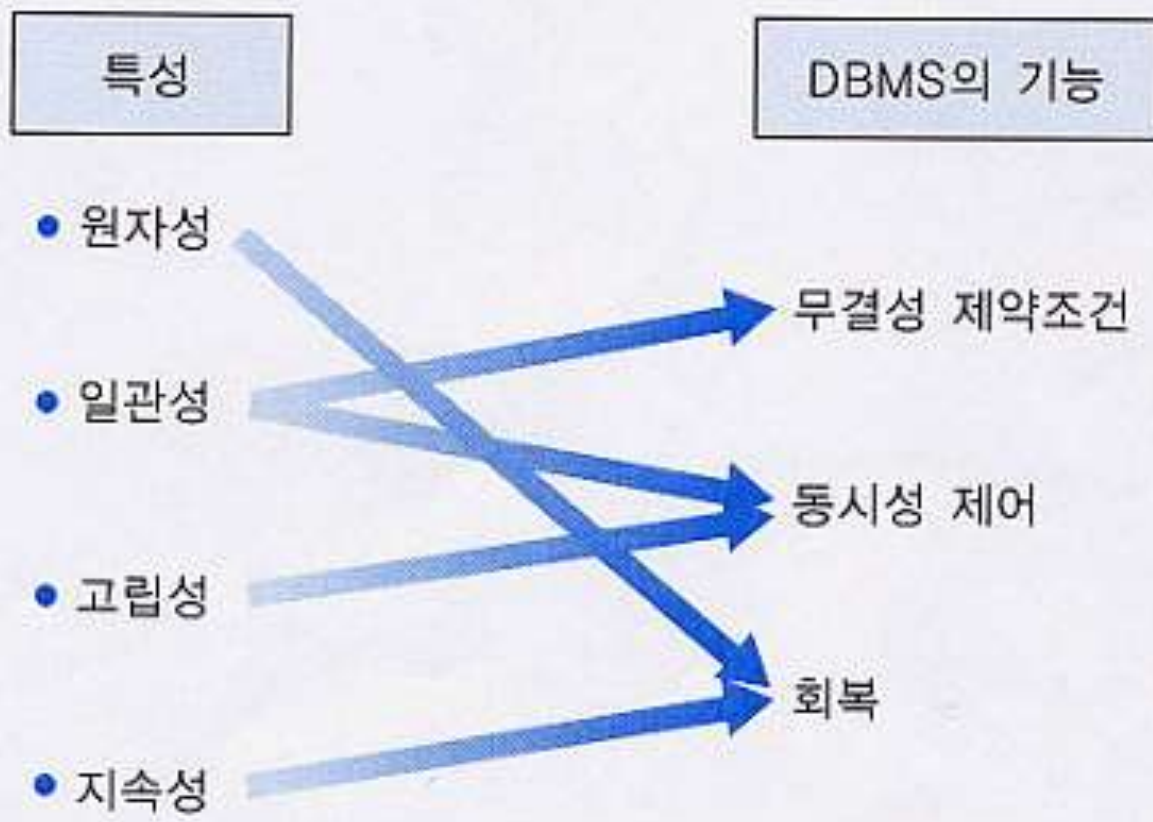 특성
DBMS의 기능
• 원자성
무결성 제약조건
• 일관성
동시성 제어
• 고립성
회복
• 지속성